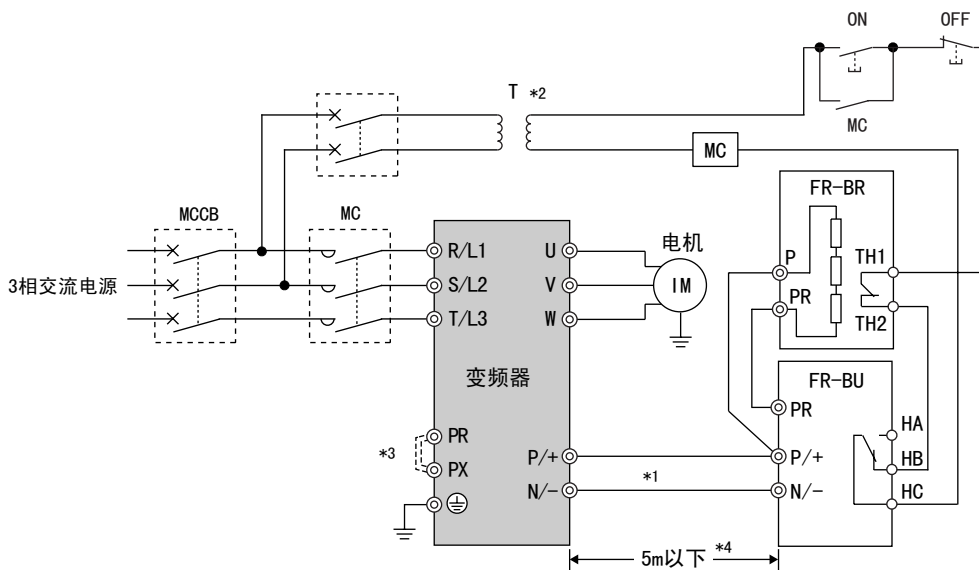 ON OFF
T *2
MC
MC
FR-BR
MCCB MC
R/L1 U 电机
P TH1
3相交流电源 S/L2 V IM
PR
T/L3 W TH2
变频器 FR-BU
PR HA
PR
*3 P/+ P/+ HB
PX *1
N/- N/- HC
5m以下 *4